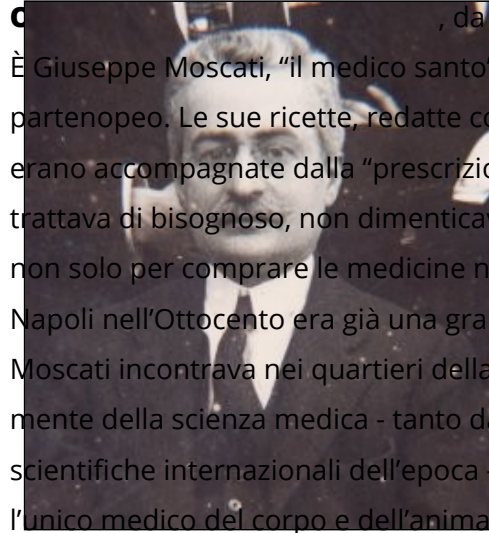 , da
È Giuseppe Moscati, “il medico santo”
partenopeo. Le sue ricette, redatte co
erano accompagnate dalla “prescrizio
trattava di bisognoso, non dimenticav
non solo per comprare le medicine n
Napoli nell’Ottocento era già una gra
Moscati incontrava nei quartieri della
mente della scienza medica - tanto da
scientifiche internazionali dell’epoca -
l’unico medico del corpo e dell’anima